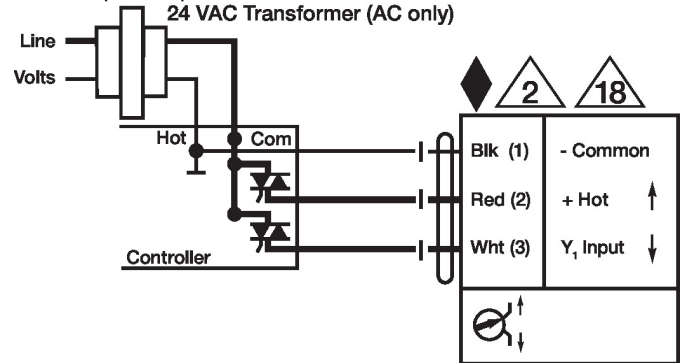 24 VAC Transformer (AC only)
Line
Volts
2
18
Hot
Com
Blk (1)
- Common
Red (2)
+ Hot
Wht (3)
Y₁ Input
Controller